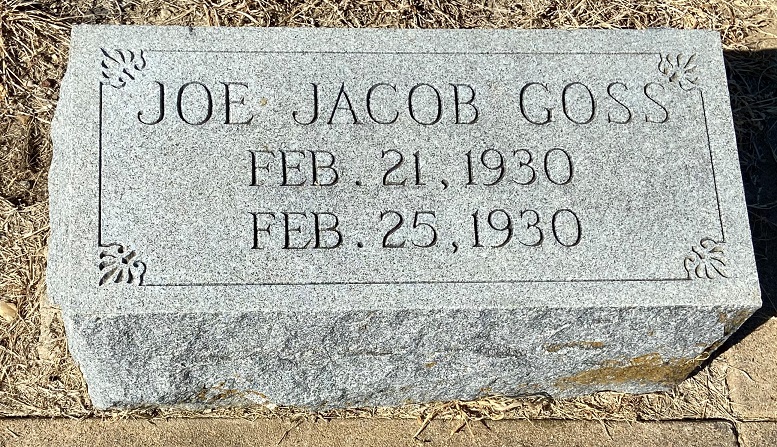 JOE JACOB GOSS
FEB. 21, 1930
FEB. 25, 1930